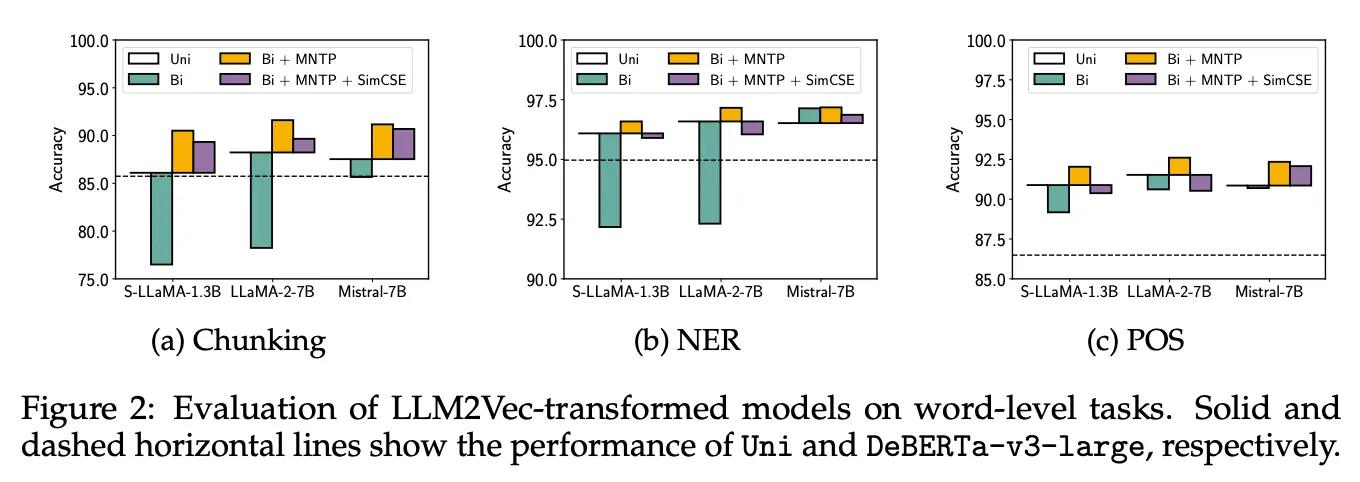 100.0
95.0
90.0
85.0
80.0
75.0
Accuracy
Uni
Bi
Bi + MNTP
Bi + MNTP + SimCSE
S-LLaMA-1.3B LLaMA-2-7B Mistral-7B
(a) Chunking
100.0
97.5
95.0
92.5
90.0
Accuracy
Uni
Bi
Bi + MNTP
Bi + MNTP + SimCSE
S-LLaMA-1.3B LLaMA-2-7B Mistral-7B
(b) NER
100.0
97.5
95.0
92.5
90.0
87.5
85.0
Accuracy
Uni
Bi
Bi + MNTP
Bi + MNTP + SimCSE
S-LLaMA-1.3B LLaMA-2-7B Mistral-7B
(c) POS
Figure 2: Evaluation of LLM2Vec-transformed models on word-level tasks. Solid and
dashed horizontal lines show the performance of Uni and DeBERTa-v3-large, respectively.